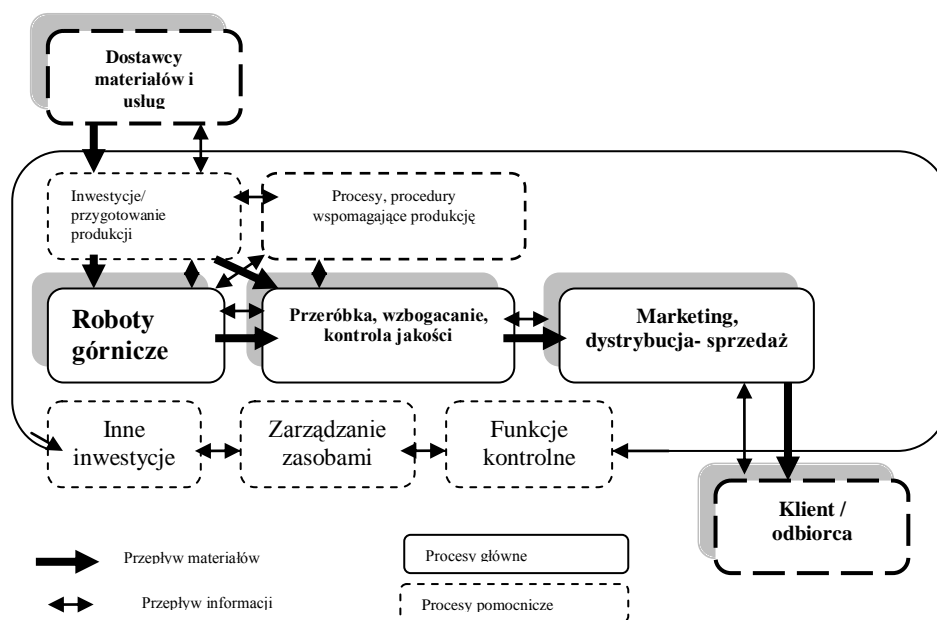 Dostawcy
materiałów i
usług
Inwestycje/
przygotowanie
produkcji
Procesy, procedury
wspomagające produkcję
Roboty
górnicze
Przeróbka, wzbogacanie,
kontrola jakości
Marketing,
dystrybucja- sprzedaż
Inne
inwestycje
Zarządzanie
zasobami
Funkcje
kontrolne
Klient /
odbiorca
Przepływ materiałów
Procesy główne
Przepływ informacji
Procesy pomocnicze